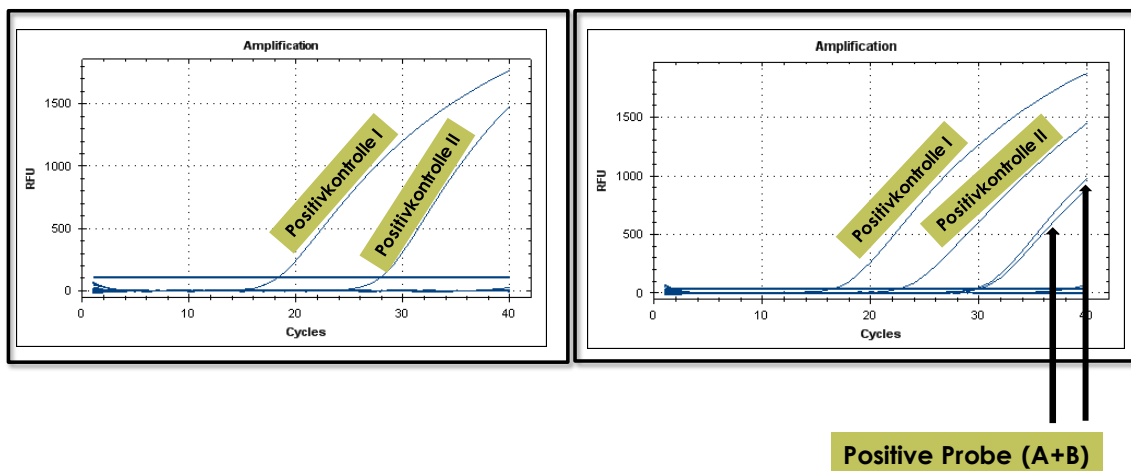 Amplification
1500
1000
500
0
RFU
0
10
20
30
40
Cycles
Positivkontrolle I
Positivkontrolle II
Amplification
1500
1000
500
0
RFU
0
10
20
30
40
Cycles
Positivkontrolle I
Positivkontrolle II
Positive Probe (A+B)